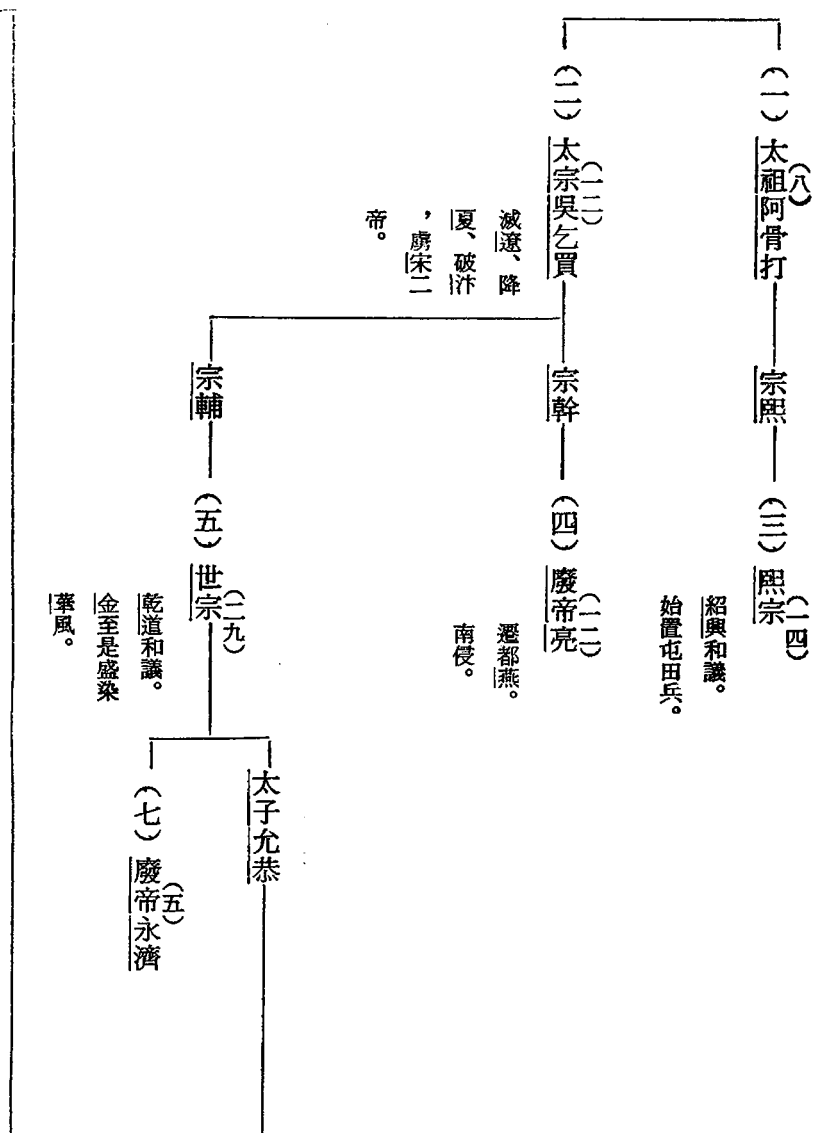 （一）太祖阿骨打（八）
宗熙
（三）熙宗（一四）
紹興和議。
始置屯田兵。
（二）太宗吳乞買（一二）
滅遼、降
夏、破汴
，虜宋二
帝。
宗幹
（四）廢帝亮（一二）
遷都燕。
南侵。
宗輔
（五）世宗（二九）
乾道和議。
金至是盛染
華風。
太子允恭
（七）廢帝永濟（五）